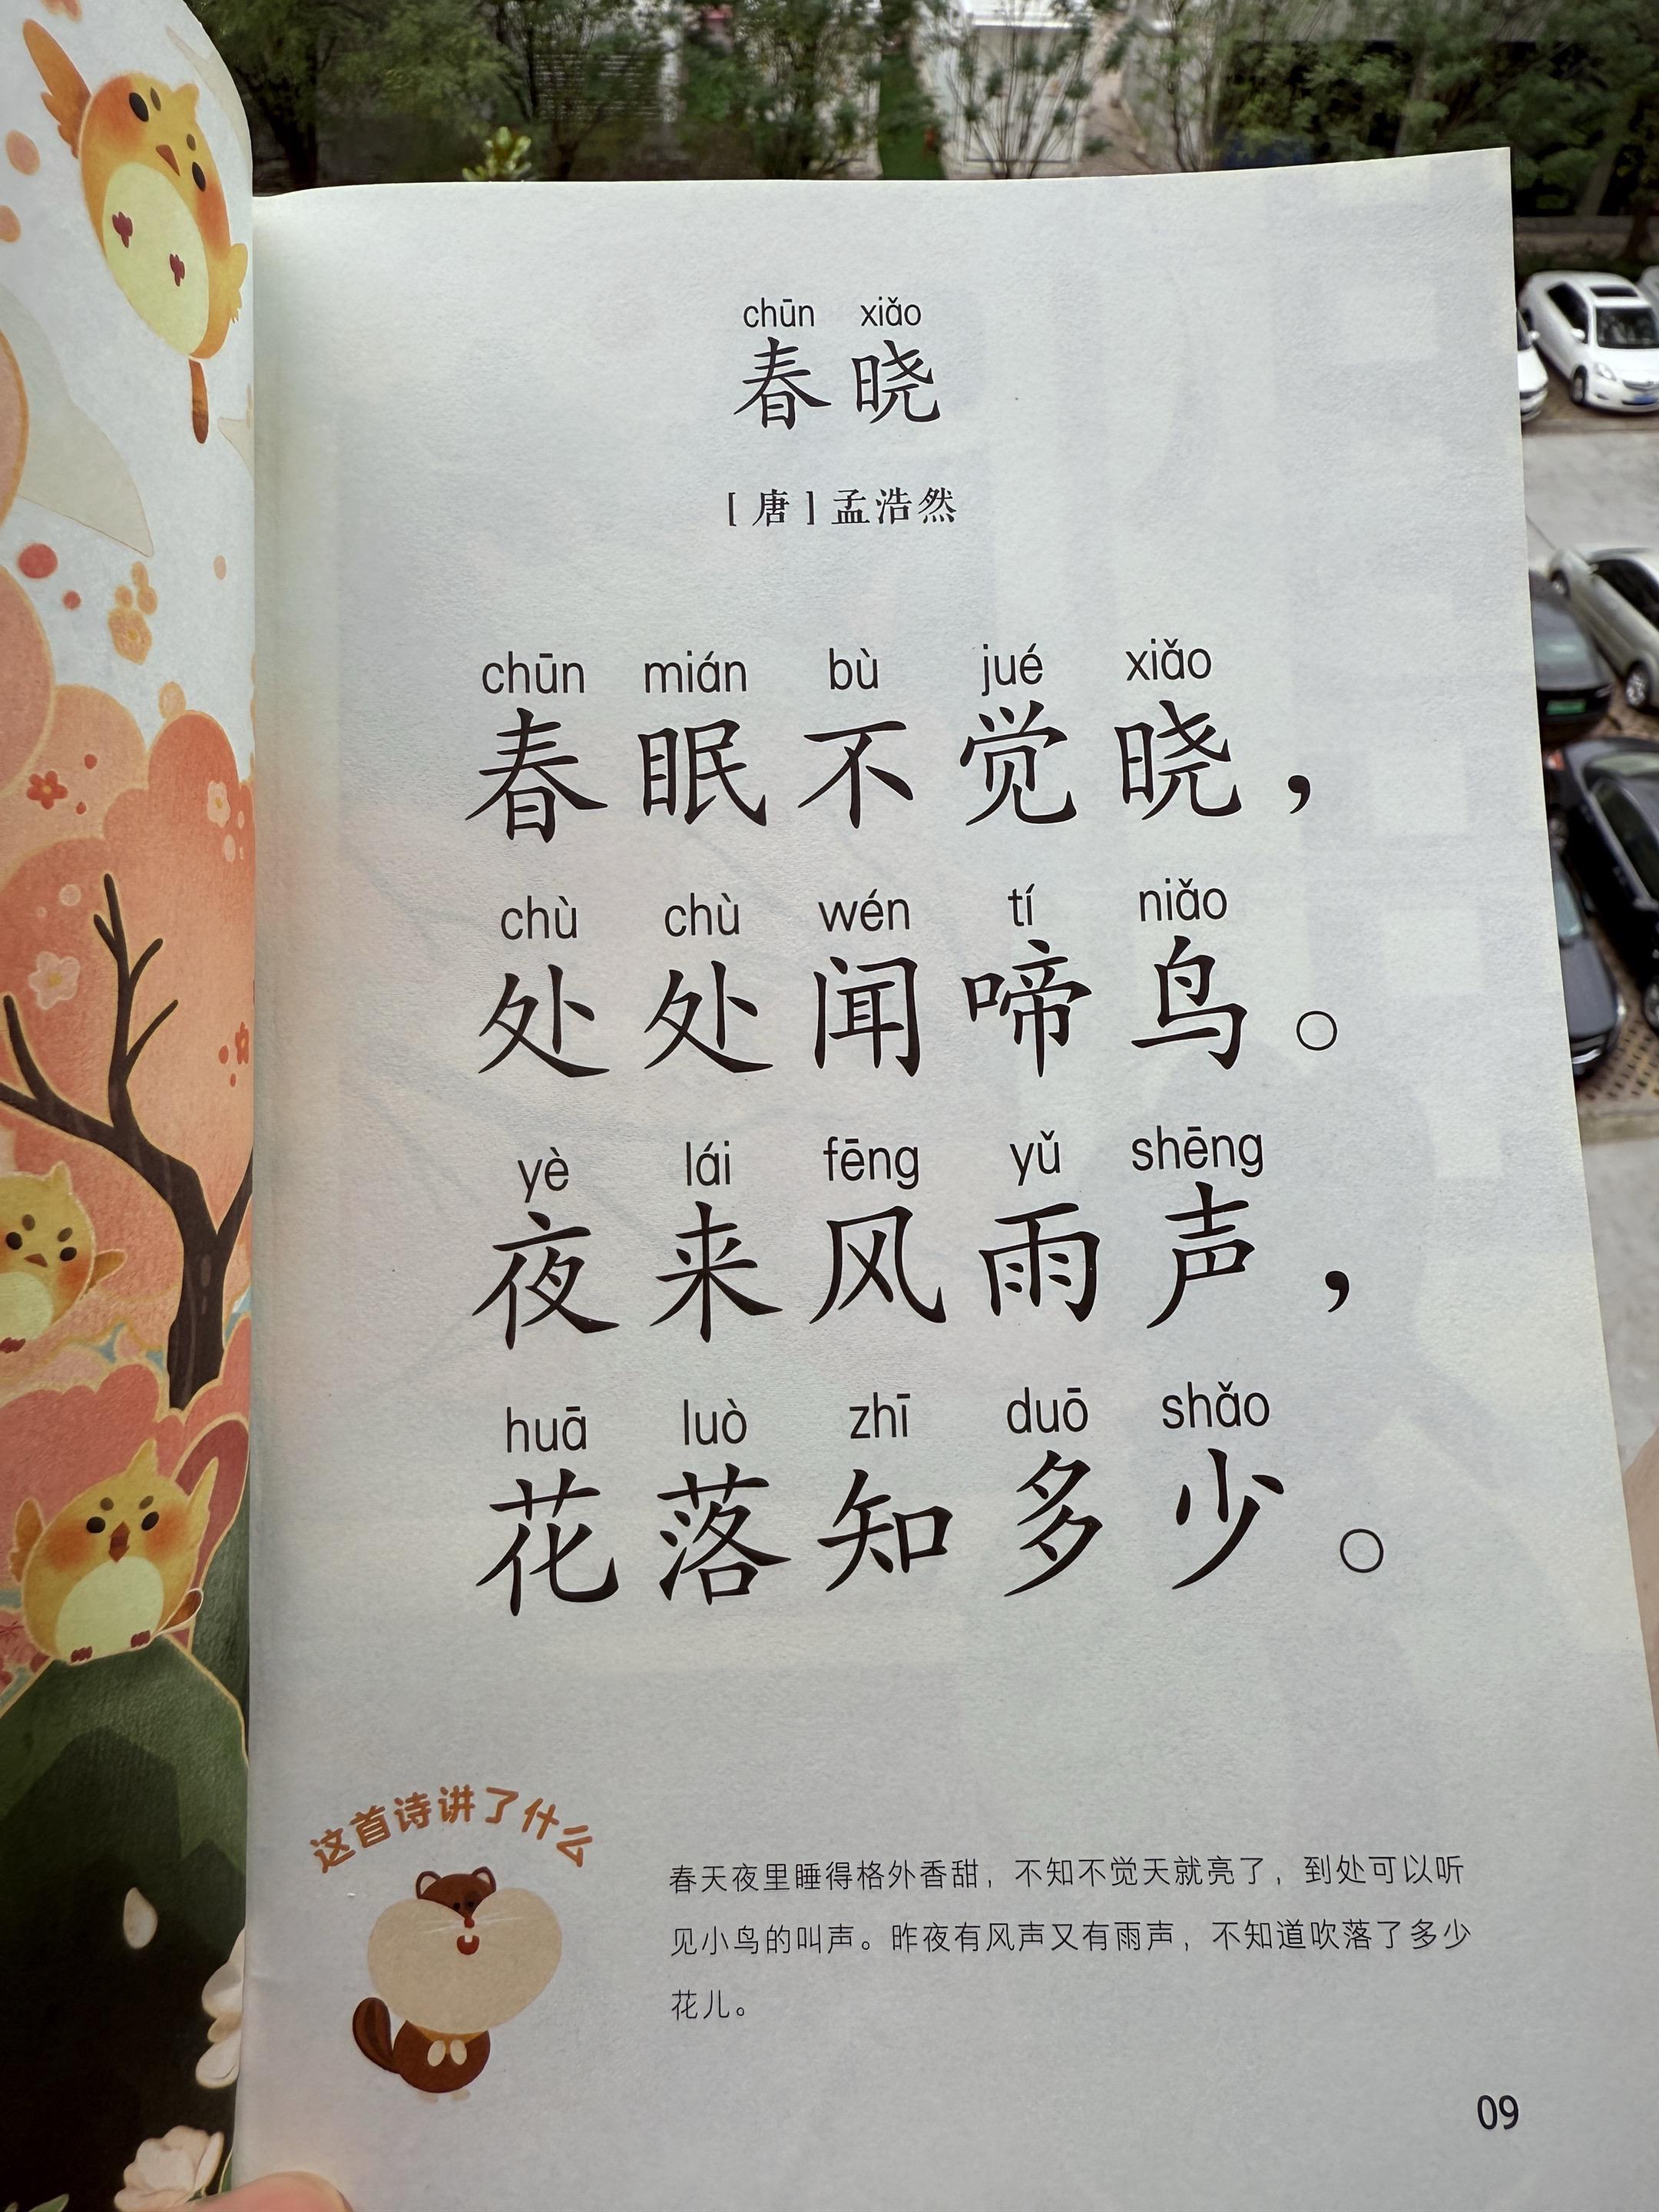 chūn xiǎo
春晓
[唐]孟浩然
chūn mián bù jué xiǎo
春眠不觉晓，
chù chù wén tí niǎo
处处闻啼鸟。
yè lái fēng yǔ shēng
夜来风雨声，
huā luò zhī duō shǎo
花落知多少。
这首诗讲了什么
春天夜里睡得格外香甜，不知不觉天就亮了，到处可以听
见小鸟的叫声。昨夜有风声又有雨声，不知道吹落了多少
花儿。
09